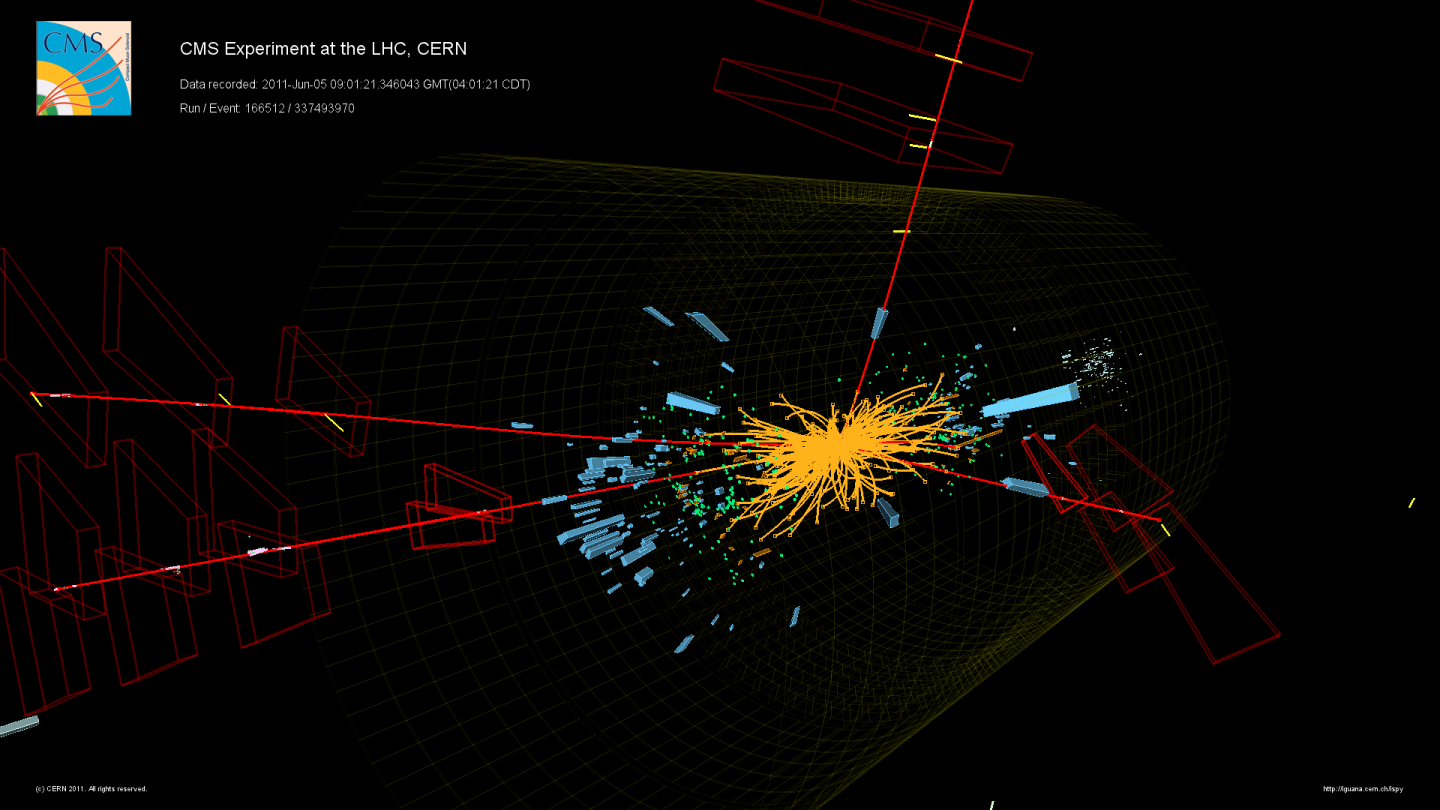 CMS
CMS Experiment at the LHC, CERN
Data recorded: 2011-Jun-05 09:01:21.346043 GMT(04:01:21 CDT)
Run / Event: 166512 / 337493970
(c) CERN 2011. All rights reserved.
http://iguana.cern.ch/ispy